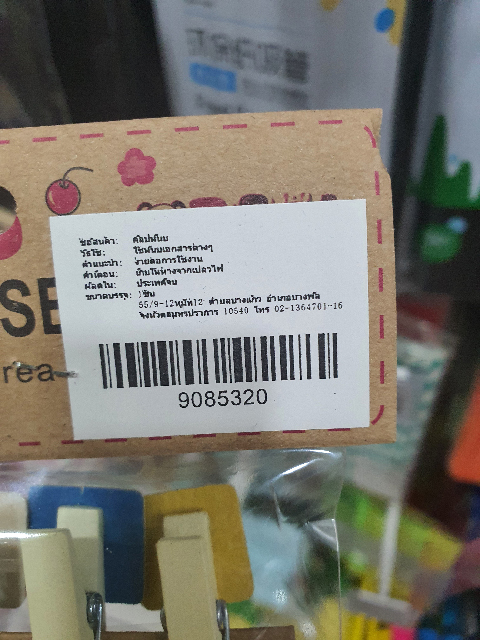 ชื่อสินค้า: คลิปหนีบ
วิธีใช้: ใช้หนีบเอกสารต่างๆ
คำแนะนำ: ง่ายต่อการใช้งาน
คำเตือน: ห้ามใกล้จากเปลวไฟ
ผลิตใน: ประเทศจีน
ขนาดบรรจุ: 1ชิ้น
55/9-12หมู่ที่12 ตำบลบางแก้ว อำเภอบางพลี
จังหวัดสมุทรปราการ 10540 โทร 02-1364701-16
SE
rea
9085320